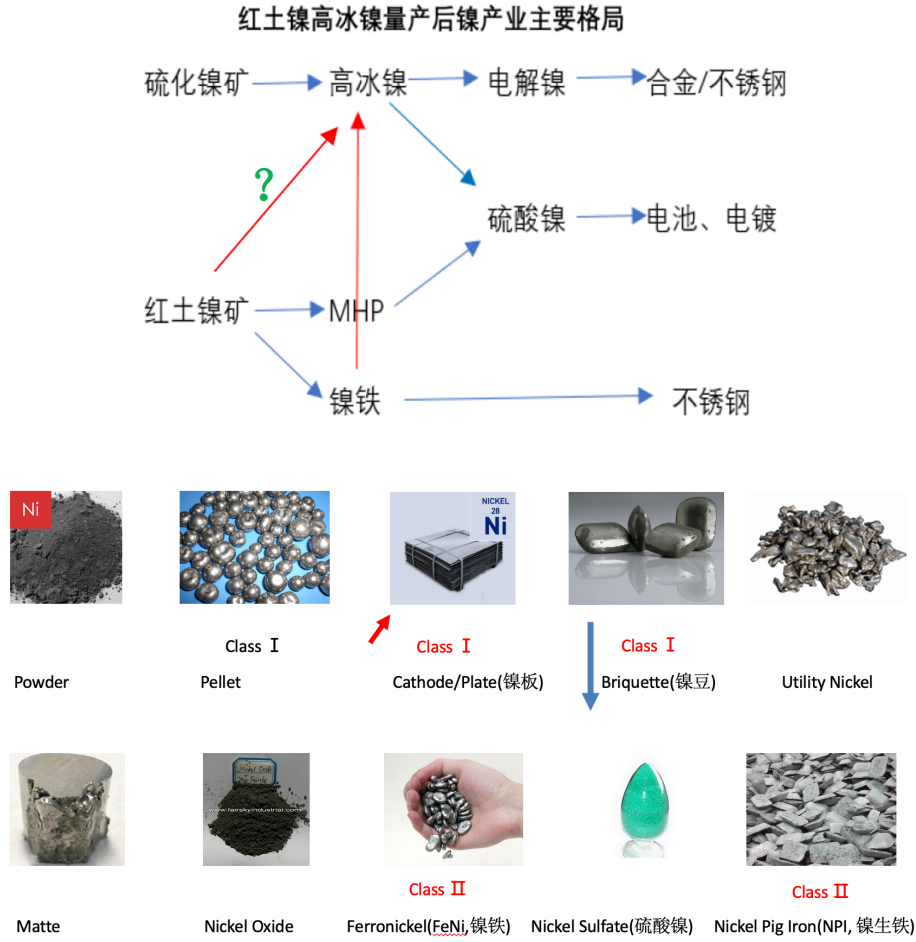 红土镍高冰镍量产后镍产业主要格局
硫化镍矿 高冰镍 电解镍 合金/不锈钢
?
硫酸镍 电池、电镀
红土镍矿 MHP
镍铁 不锈钢
Ni
NICKEL
28
Ni
Class Ⅰ Class Ⅰ Class Ⅰ
Powder Pellet Cathode/Plate(镍板) Briquette(镍豆) Utility Nickel
www.fairskyindustrial.com
Class Ⅱ Class Ⅱ
Matte Nickel Oxide Ferronickel(FeNi,镍铁) Nickel Sulfate(硫酸镍) Nickel Pig Iron(NPI, 镍生铁)